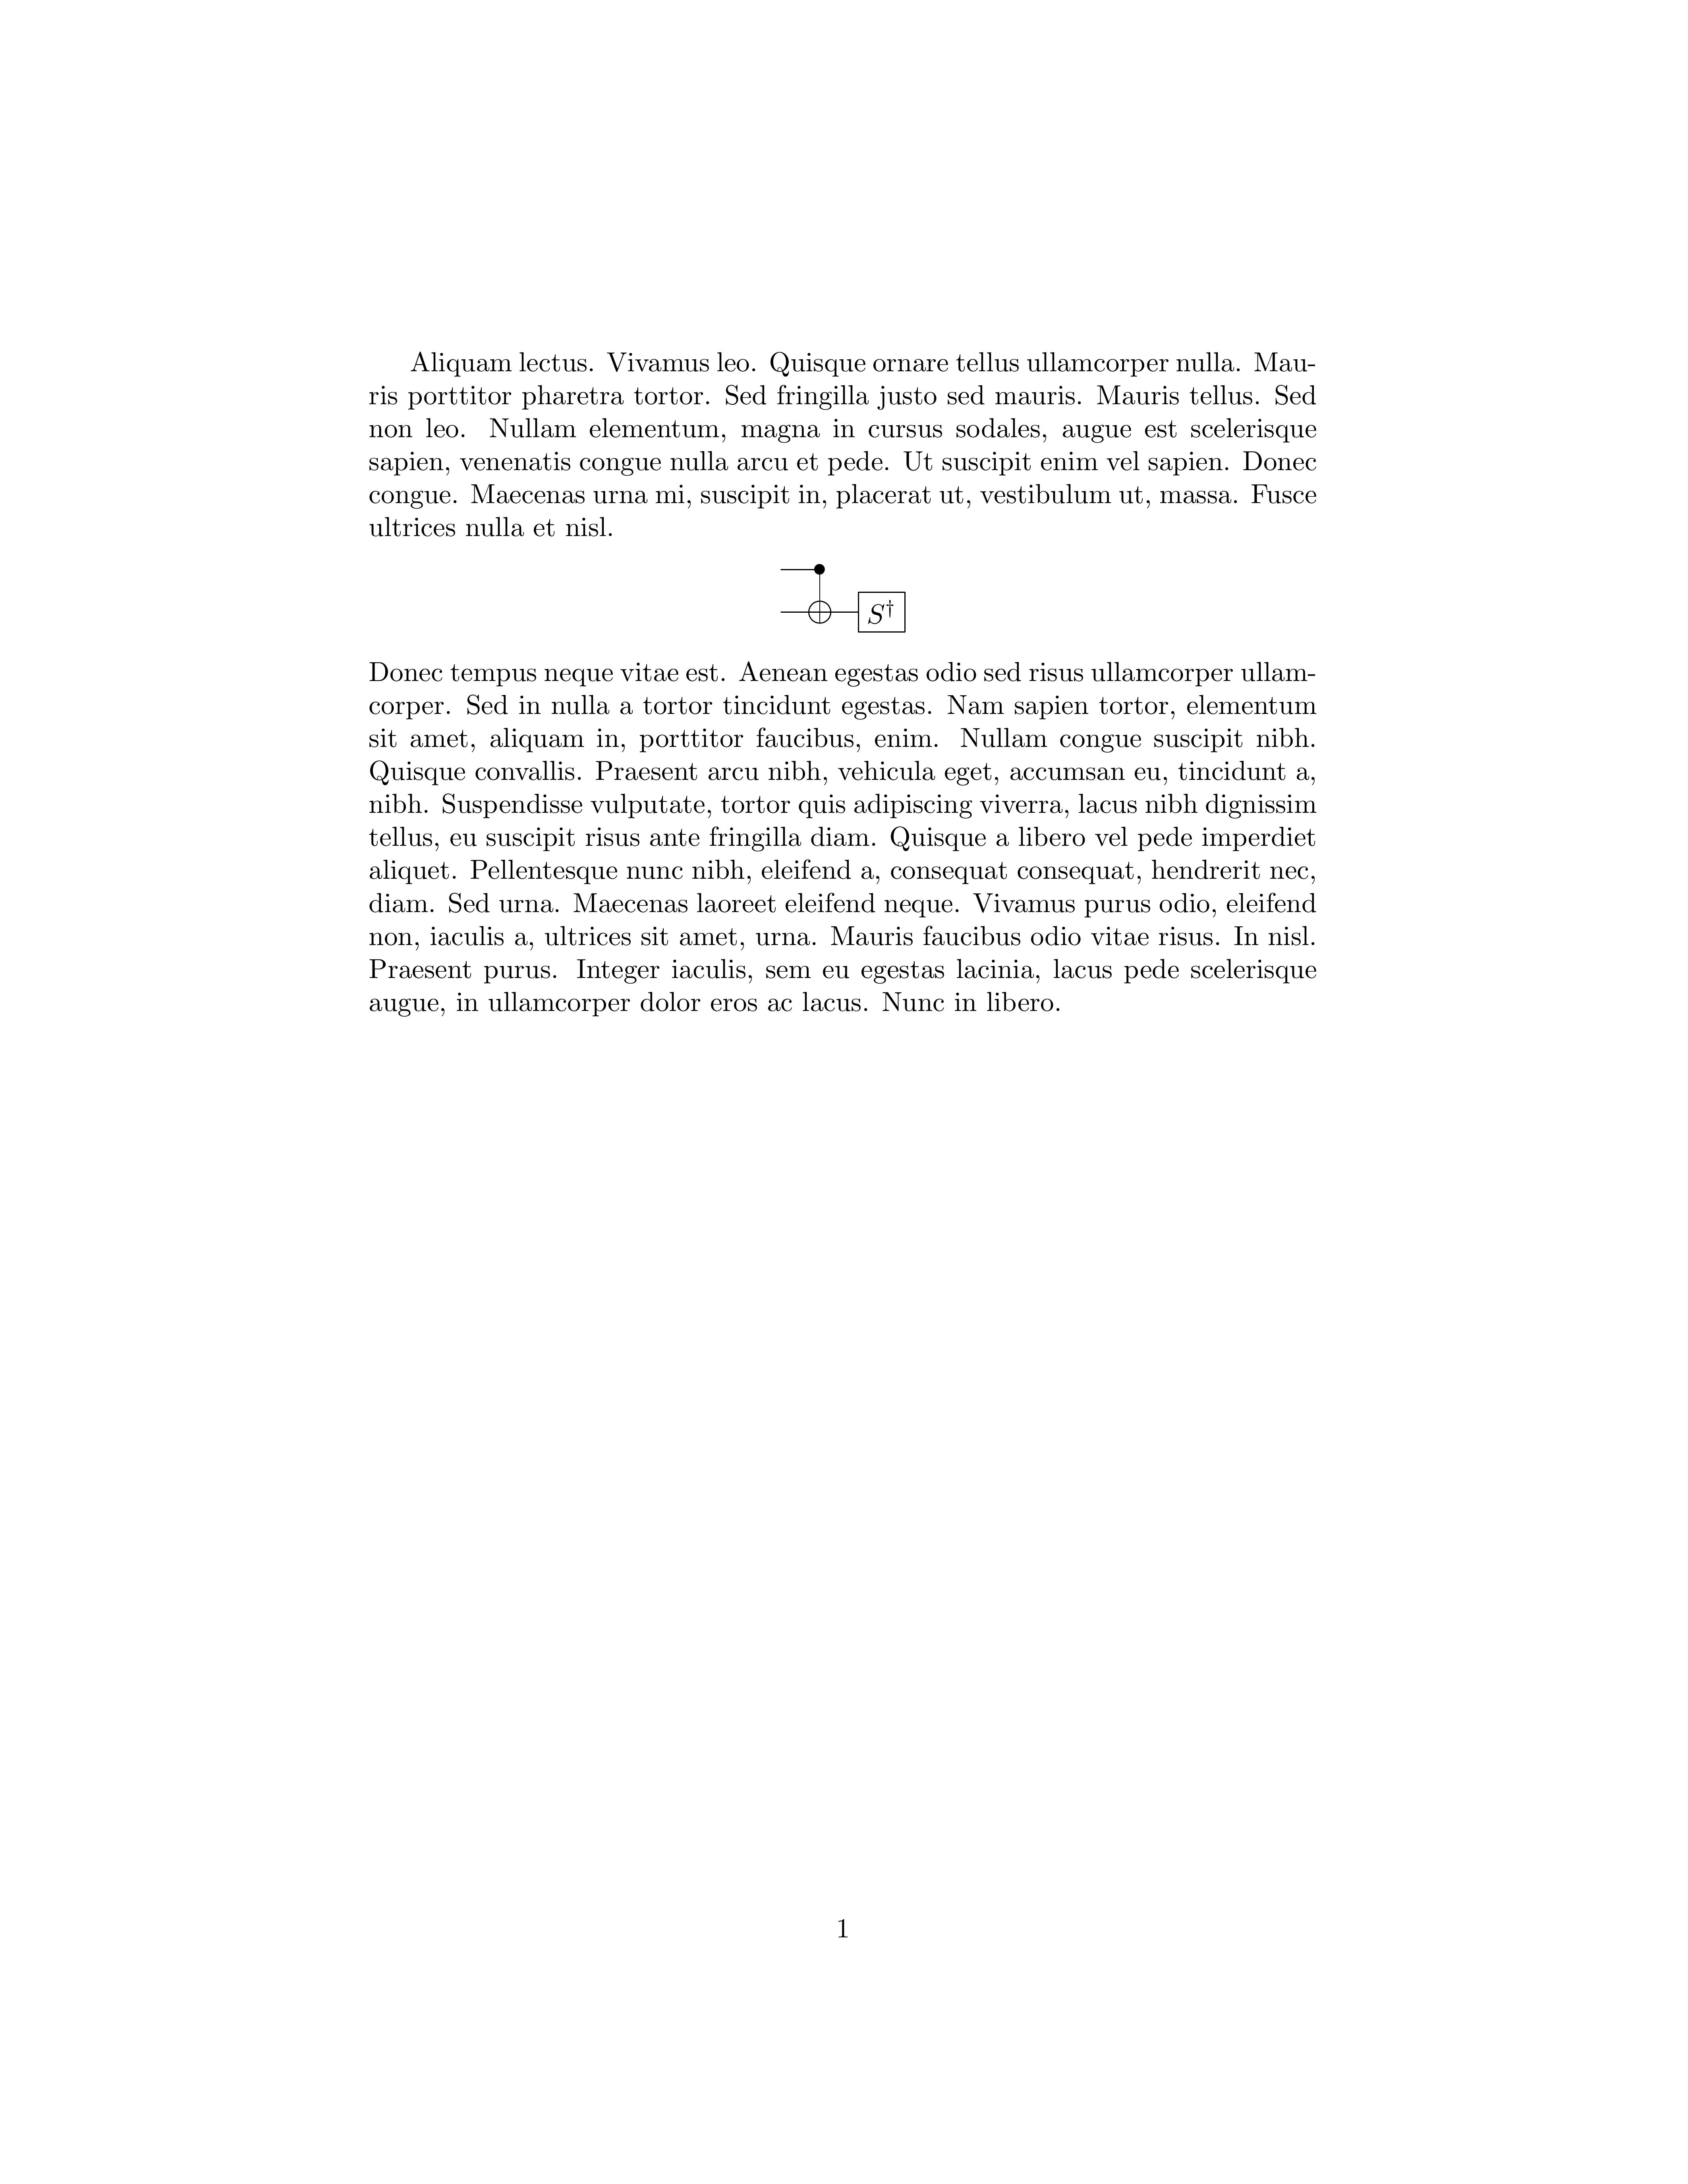 Aliquam lectus. Vivamus leo. Quisque ornare tellus ullamcorper nulla. Mau-
ris porttitor pharetra tortor. Sed fringilla justo sed mauris. Mauris tellus. Sed
non leo. Nullam elementum, magna in cursus sodales, augue est scelerisque
sapien, venenatis congue nulla arcu et pede. Ut suscipit enim vel sapien. Donec
congue. Maecenas urna mi, suscipit in, placerat ut, vestibulum ut, massa. Fusce
ultrices nulla et nisl.
S†
Donec tempus neque vitae est. Aenean egestas odio sed risus ullamcorper ullam-
corper. Sed in nulla a tortor tincidunt egestas. Nam sapien tortor, elementum
sit amet, aliquam in, porttitor faucibus, enim. Nullam congue suscipit nibh.
Quisque convallis. Praesent arcu nibh, vehicula eget, accumsan eu, tincidunt a,
nibh. Suspendisse vulputate, tortor quis adipiscing viverra, lacus nibh dignissim
tellus, eu suscipit risus ante fringilla diam. Quisque a libero vel pede imperdiet
aliquet. Pellentesque nunc nibh, eleifend a, consequat consequat, hendrerit nec,
diam. Sed urna. Maecenas laoreet eleifend neque. Vivamus purus odio, eleifend
non, iaculis a, ultrices sit amet, urna. Mauris faucibus odio vitae risus. In nisl.
Praesent purus. Integer iaculis, sem eu egestas lacinia, lacus pede scelerisque
augue, in ullamcorper dolor eros ac lacus. Nunc in libero.
1